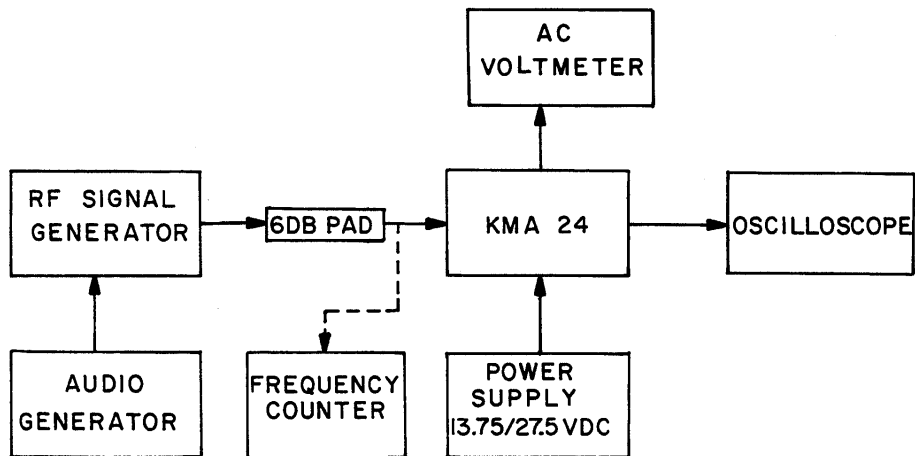 AC
VOLTMETER
RF SIGNAL
GENERATOR
6DB PAD
KMA 24
OSCILLOSCOPE
AUDIO
GENERATOR
FREQUENCY
COUNTER
POWER
SUPPLY
13.75/27.5 VDC